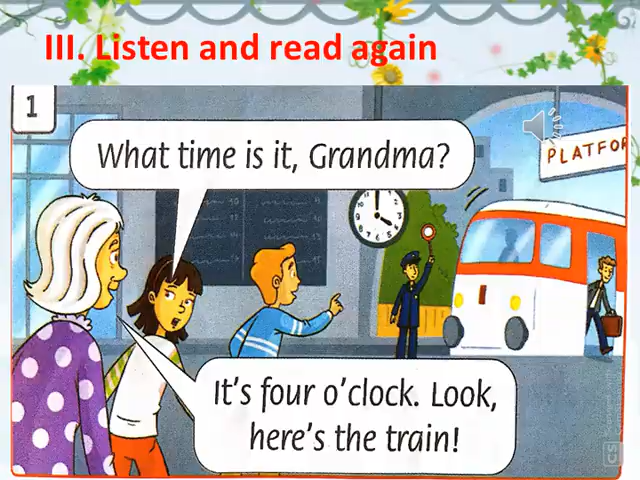 III. Listen and read again
1
What time is it, Grandma?
PLATFOR
It's four o'clock. Look,
here's the train!
CS